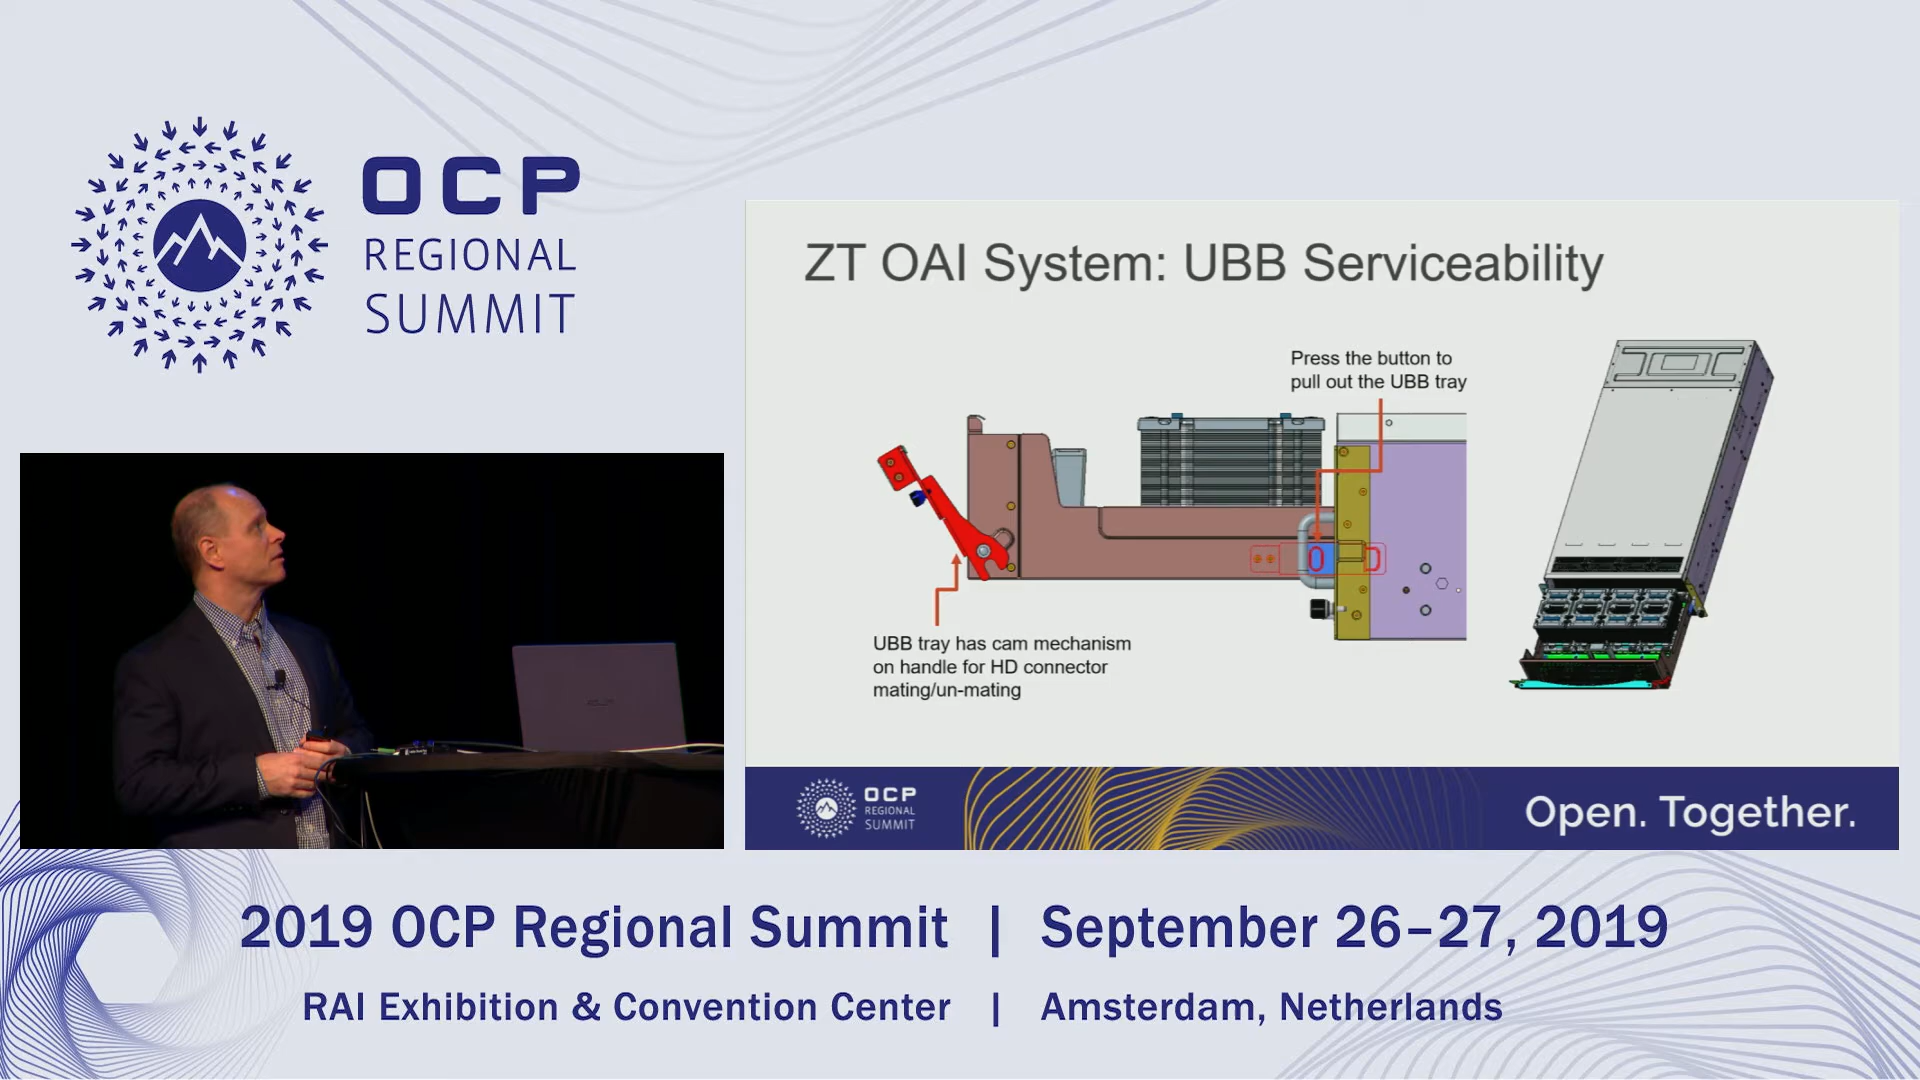 OCP
REGIONAL
SUMMIT
ZT OAI System: UBB Serviceability
Press the button to
pull out the UBB tray
UBB tray has cam mechanism
on handle for HD connector
mating/un-mating
OCP
REGIONAL
SUMMIT
Open. Together.
2019 OCP Regional Summit | September 26–27, 2019
RAI Exhibition & Convention Center | Amsterdam, Netherlands